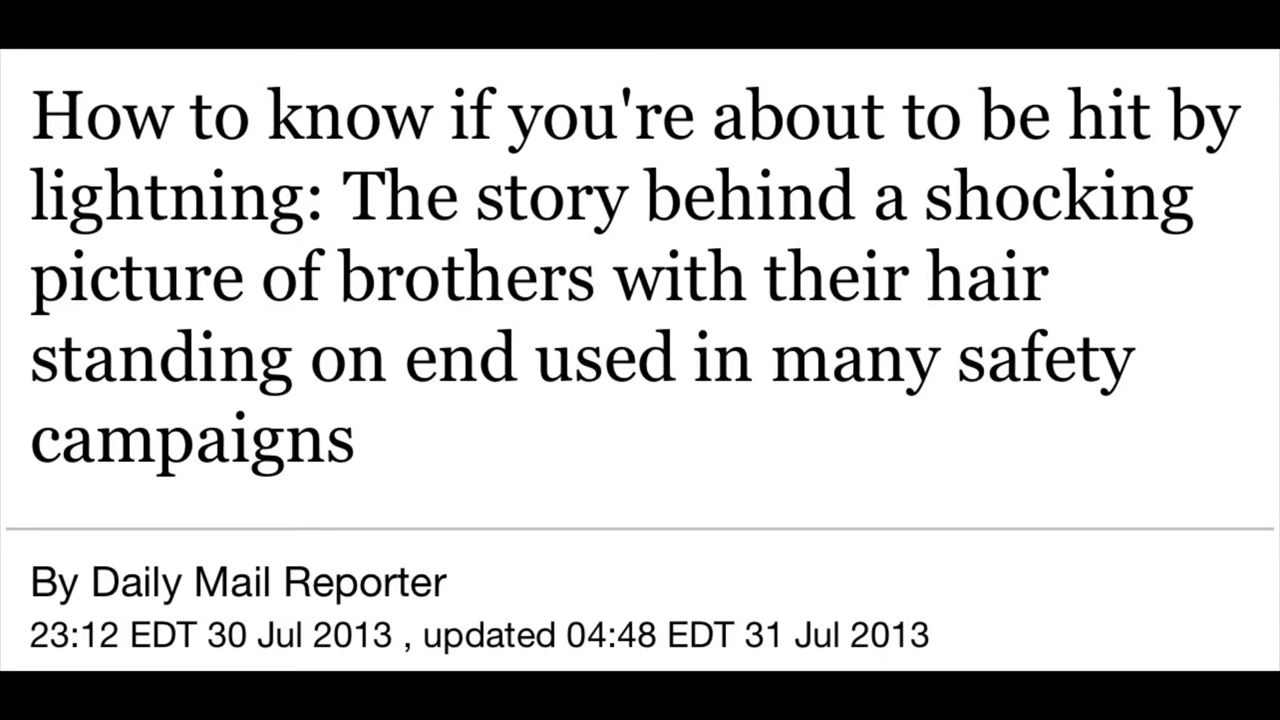 How to know if you're about to be hit by
lightning: The story behind a shocking
picture of brothers with their hair
standing on end used in many safety
campaigns
By Daily Mail Reporter
23:12 EDT 30 Jul 2013 , updated 04:48 EDT 31 Jul 2013